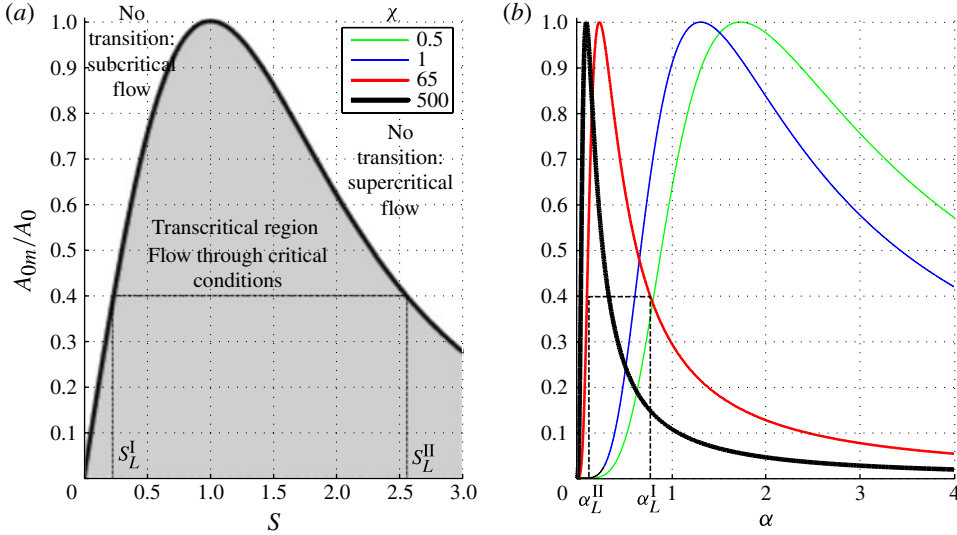 (a)
No
transition:
subcritical
flow
χ
0.5
1
65
500
No
transition:
supercritical
flow
Transcritical region
Flow through critical
conditions
A0m/A0
1.0
0.9
0.8
0.7
0.6
0.5
0.4
0.3
0.2
0.1
S_L^I
S_L^II
0
0.5
1.0
1.5
2.0
2.5
3.0
S
(b)
1.0
0.9
0.8
0.7
0.6
0.5
0.4
0.3
0.2
0.1
0
α_L^II
α_L^I
1
2
3
4
α